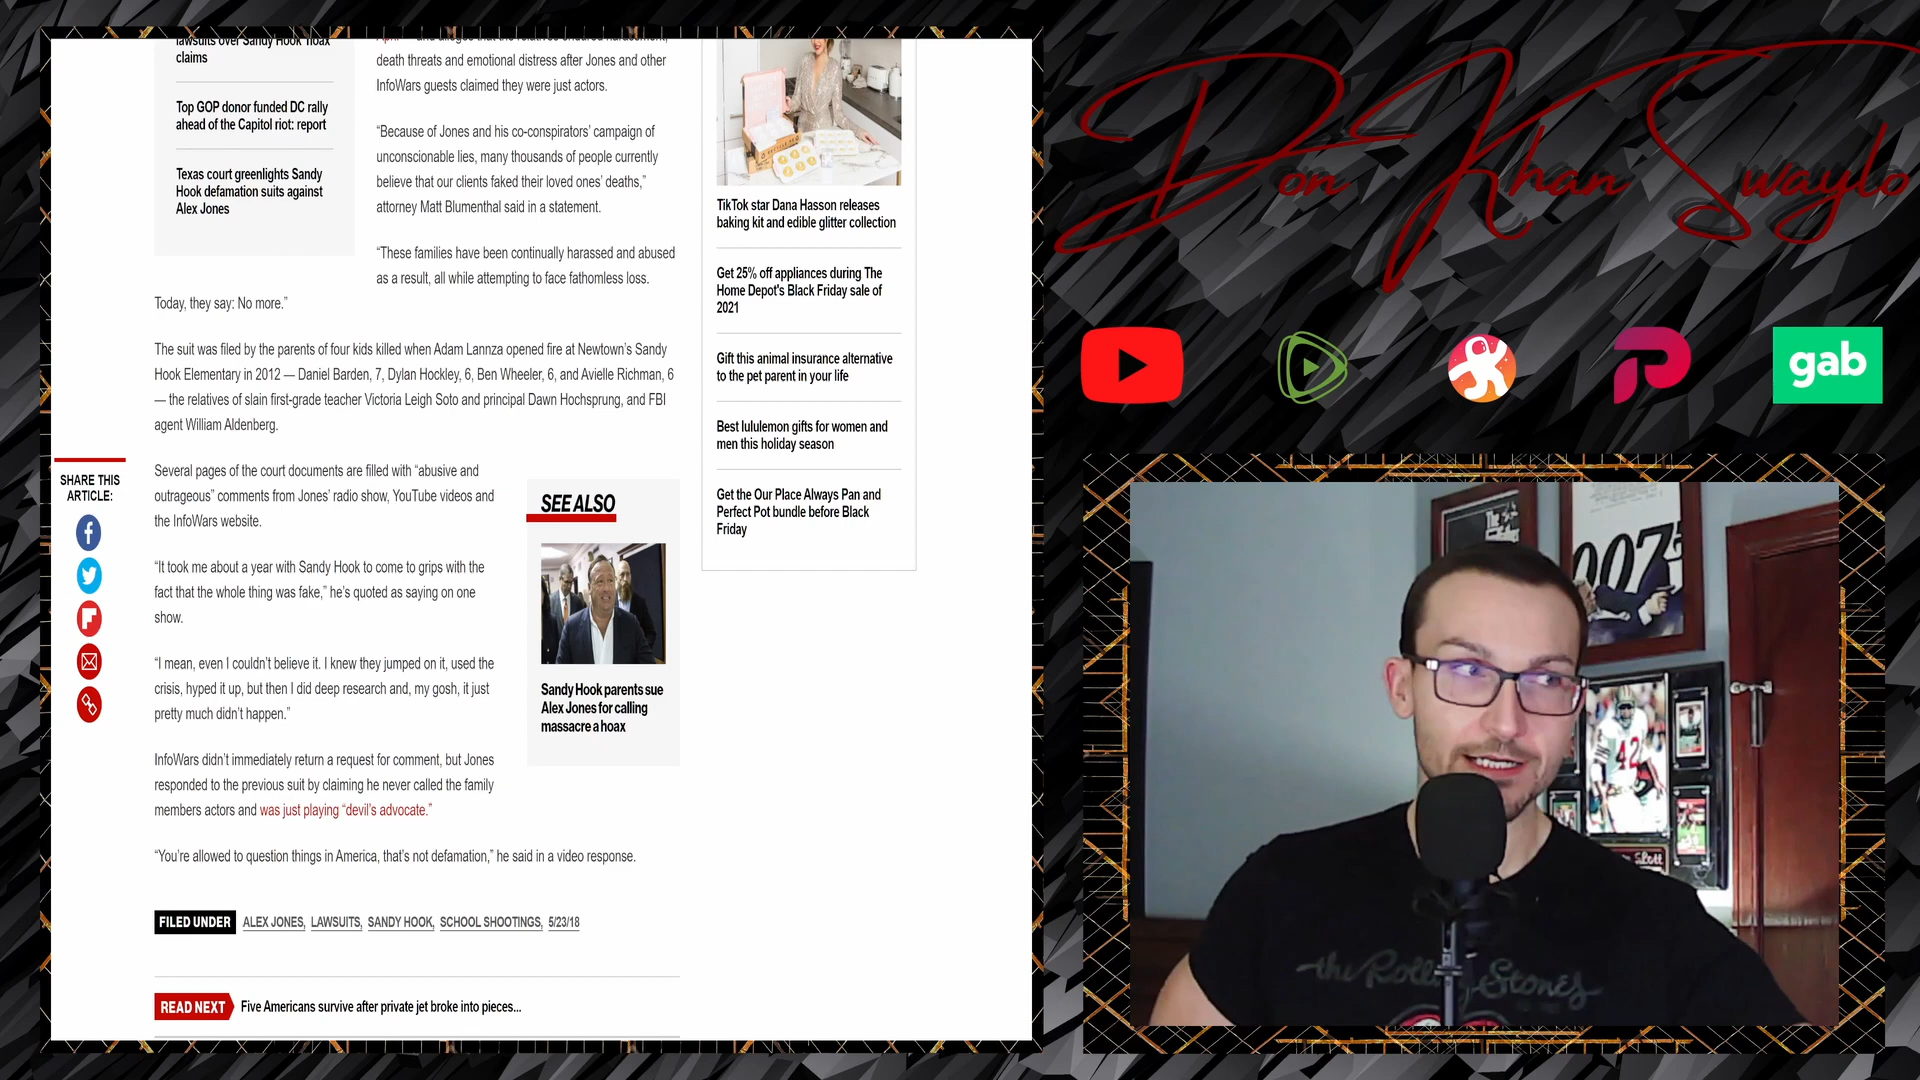 lawsuits over Sandy Hook 'hoax'
claims
Top GOP donor funded DC rally
ahead of the Capitol riot: report
Texas court greenlights Sandy
Hook defamation suits against
Alex Jones
death threats and emotional distress after Jones and other
InfoWars guests claimed they were just actors.
“Because of Jones and his co-conspirators’ campaign of
unconscionable lies, many thousands of people currently
believe that our clients faked their loved ones’ deaths,”
attorney Matt Blumenthal said in a statement.
“These families have been continually harassed and abused
as a result, all while attempting to face fathomless loss.
Today, they say: No more.”
The suit was filed by the parents of four kids killed when Adam Lannza opened fire at Newtown’s Sandy
Hook Elementary in 2012 — Daniel Barden, 7, Dylan Hockley, 6, Ben Wheeler, 6, and Avielle Richman, 6
— the relatives of slain first-grade teacher Victoria Leigh Soto and principal Dawn Hochsprung, and FBI
agent William Aldenberg.
SHARE THIS
ARTICLE:
Several pages of the court documents are filled with “abusive and
outrageous” comments from Jones’ radio show, YouTube videos and
the InfoWars website.
“It took me about a year with Sandy Hook to come to grips with the
fact that the whole thing was fake,” he’s quoted as saying on one
show.
“I mean, even I couldn’t believe it. I knew they jumped on it, used the
crisis, hyped it up, but then I did deep research and, my gosh, it just
pretty much didn’t happen.”
InfoWars didn’t immediately return a request for comment, but Jones
responded to the previous suit by claiming he never called the family
members actors and was just playing “devil’s advocate.”
“You’re allowed to question things in America, that’s not defamation,” he said in a video response.
SEE ALSO
Sandy Hook parents sue
Alex Jones for calling
massacre a hoax
FILED UNDER ALEX JONES, LAWSUITS, SANDY HOOK, SCHOOL SHOOTINGS, 5/23/18
READ NEXT Five Americans survive after private jet broke into pieces...
TikTok star Dana Hasson releases
baking kit and edible glitter collection
Get 25% off appliances during The
Home Depot's Black Friday sale of
2021
Gift this animal insurance alternative
to the pet parent in your life
Best lululemon gifts for women and
men this holiday season
Get the Our Place Always Pan and
Perfect Pot bundle before Black
Friday
Don Khan Swaylo
gab
007
42
the Rolling Stones